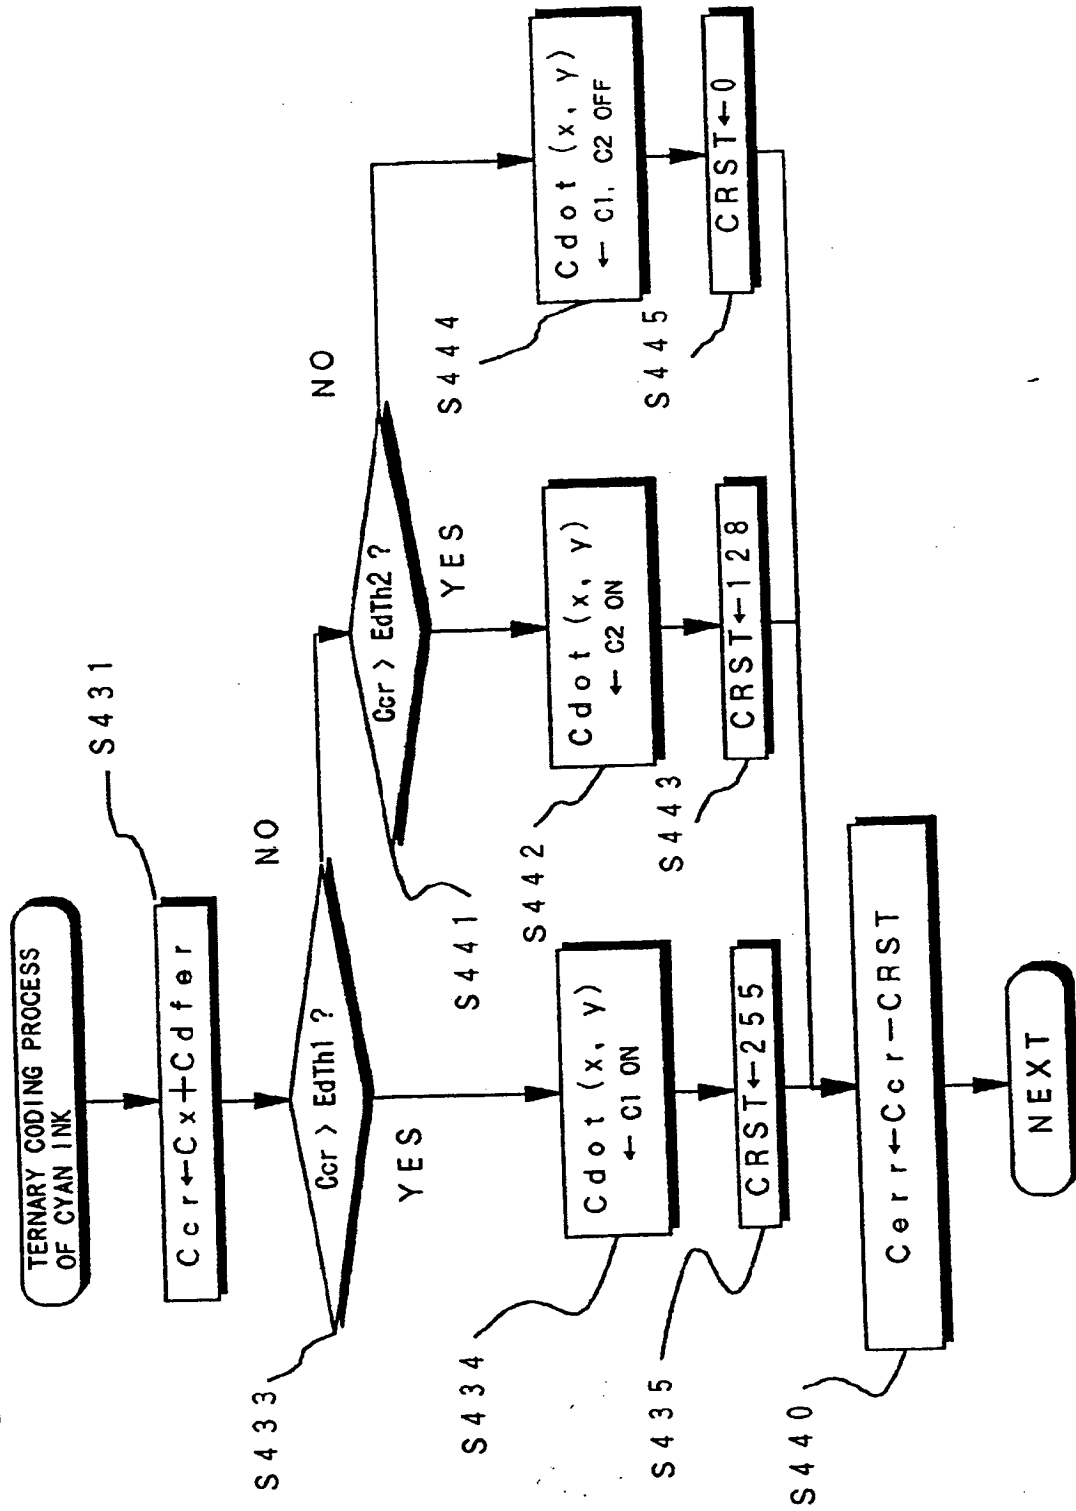 TERNARY CODING PROCESS
OF CYAN INK
S431
Ccr←Cx+Cdfer
S433
Ccr > EdTh1 ?
NO
YES
S441
Ccr > EdTh2 ?
NO
YES
S434
Cdot (x, y)
← C1 ON
S442
Cdot (x, y)
← C2 ON
S444
Cdot (x, y)
← C1, C2 OFF
S435
CRST←255
S443
CRST←128
S445
CRST←0
S440
Cerr←Ccr−CRST
NEXT